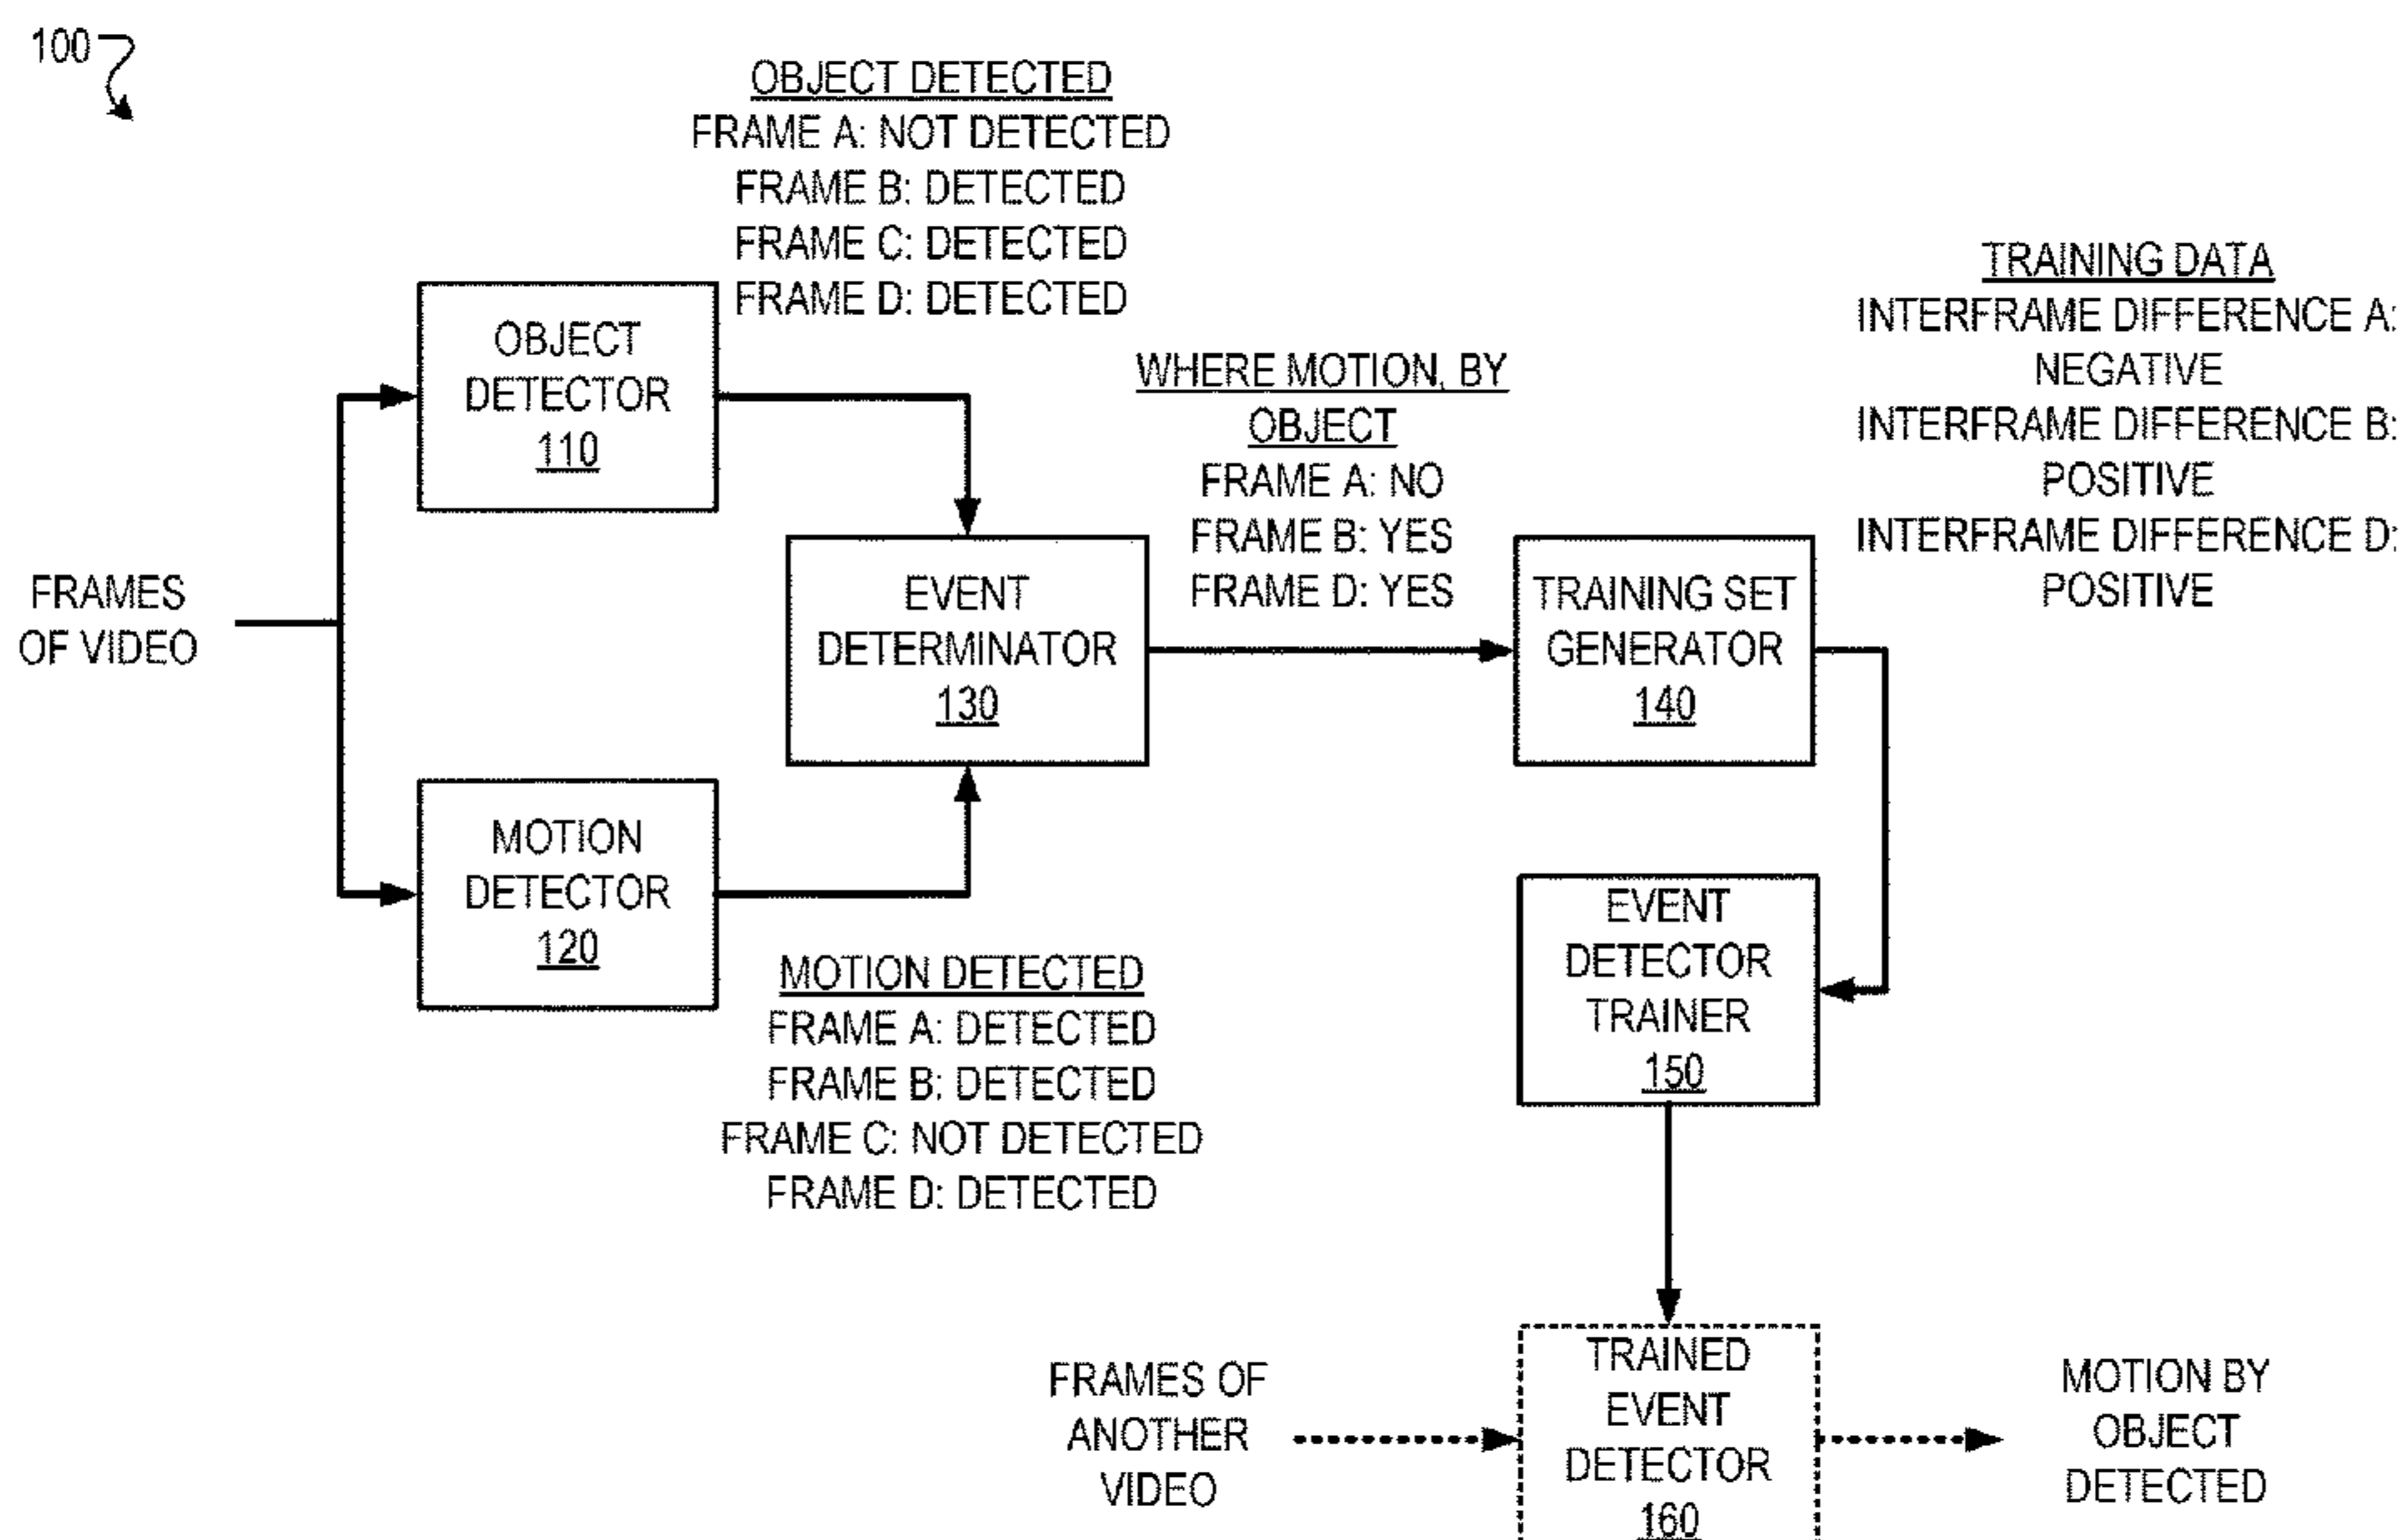 100
OBJECT DETECTED
FRAME A: NOT DETECTED
FRAME B: DETECTED
FRAME C: DETECTED
FRAME D: DETECTED
OBJECT
DETECTOR
110
FRAMES
OF VIDEO
MOTION
DETECTOR
120
MOTION DETECTED
FRAME A: DETECTED
FRAME B: DETECTED
FRAME C: NOT DETECTED
FRAME D: DETECTED
EVENT
DETERMINATOR
130
WHERE MOTION, BY
OBJECT
FRAME A: NO
FRAME B: YES
FRAME D: YES
TRAINING SET
GENERATOR
140
TRAINING DATA
INTERFRAME DIFFERENCE A:
NEGATIVE
INTERFRAME DIFFERENCE B:
POSITIVE
INTERFRAME DIFFERENCE D:
POSITIVE
EVENT
DETECTOR
TRAINER
150
FRAMES OF
ANOTHER
VIDEO
TRAINED
EVENT
DETECTOR
160
MOTION BY
OBJECT
DETECTED